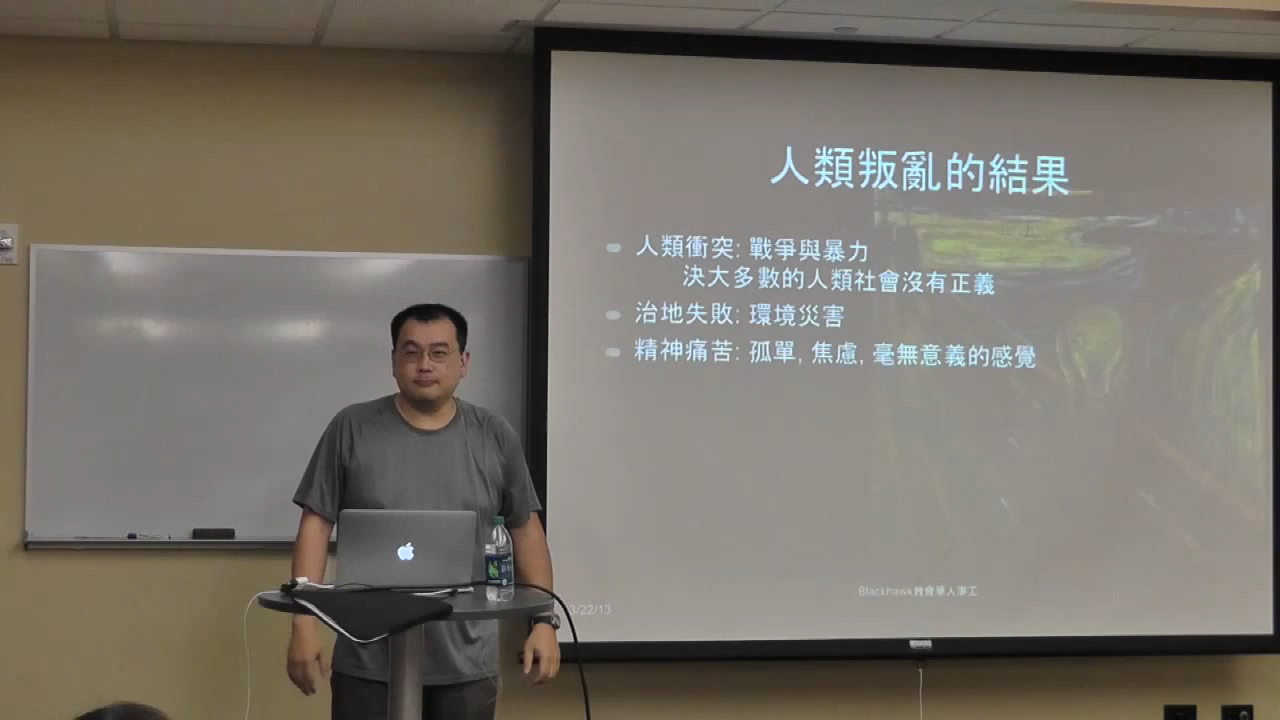 人類叛亂的結果
人類衝突: 戰爭與暴力
決大多數的人類社會沒有正義
治地失敗: 環境災害
精神痛苦: 孤單, 焦慮, 毫無意義的感覺
Blackhawk教會華人事工
/22/13